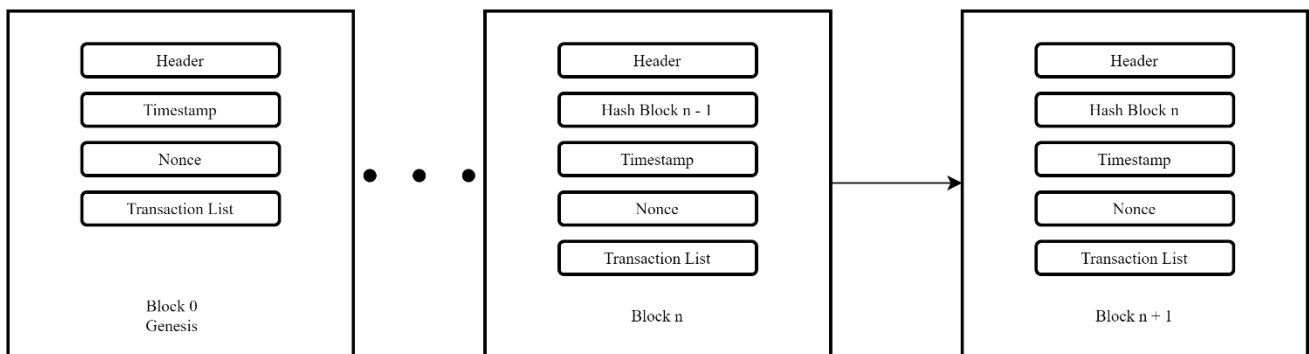 Header
Timestamp
Nonce
Transaction List
Block 0
Genesis
Header
Hash Block n - 1
Timestamp
Nonce
Transaction List
Block n
Header
Hash Block n
Timestamp
Nonce
Transaction List
Block n + 1